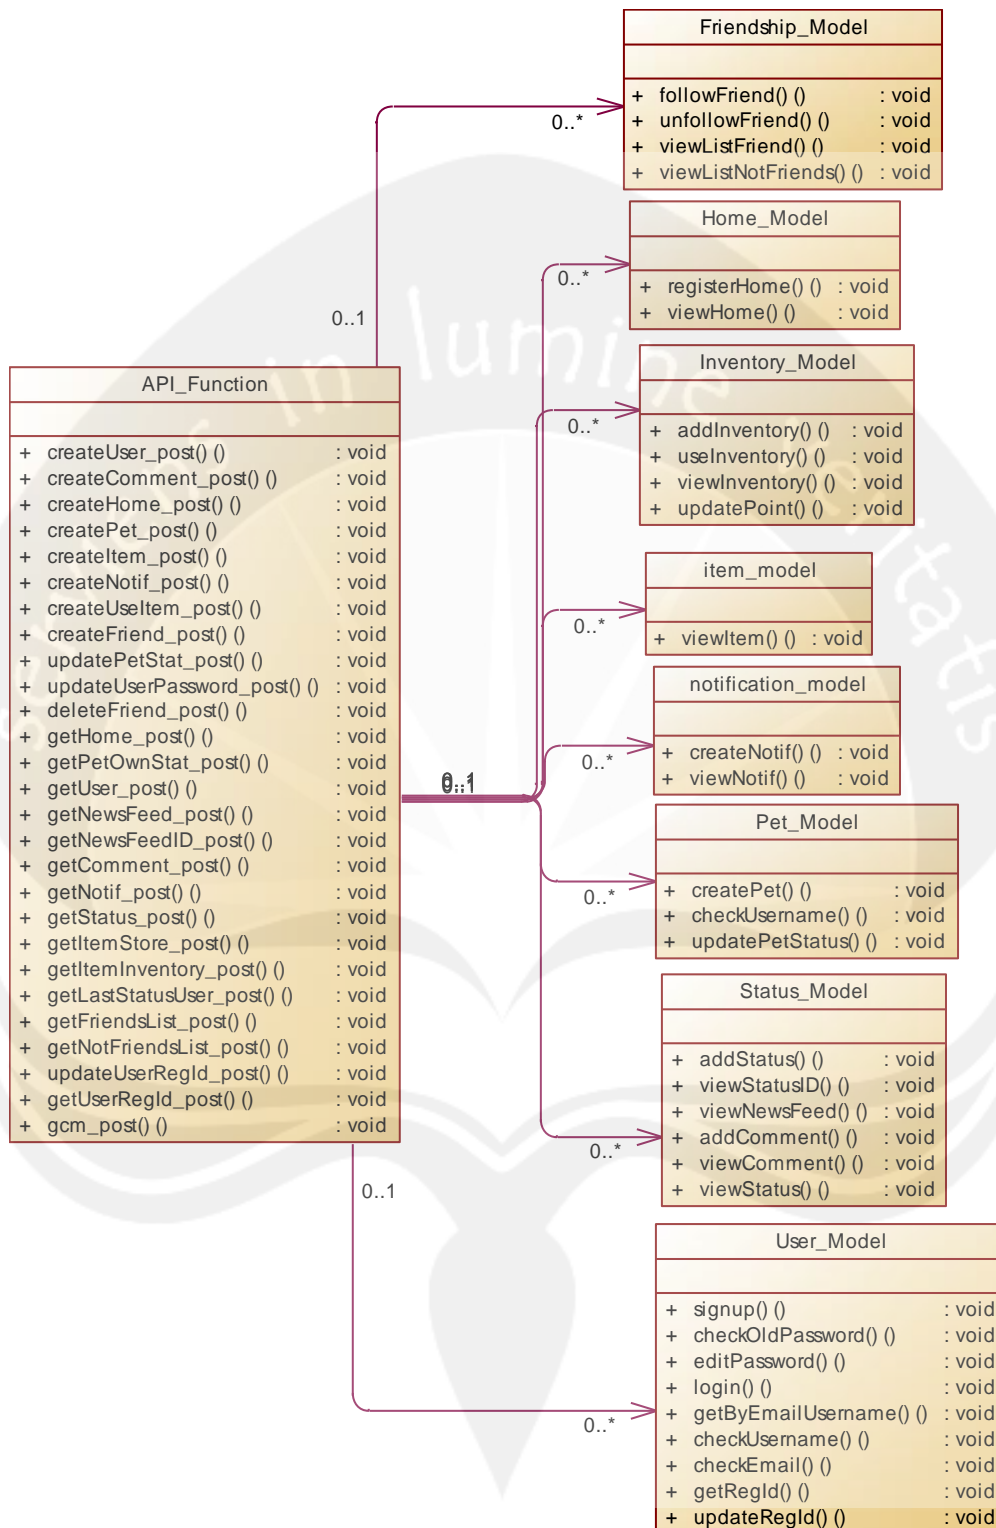 Friendship_Model
+ followFriend() () : void
+ unfollowFriend() () : void
+ viewListFriend() () : void
+ viewListNotFriends() () : void
0..*
Home_Model
+ registerHome() () : void
+ viewHome() () : void
0..*
0..1
Inventory_Model
+ addInventory() () : void
+ useInventory() () : void
+ viewInventory() () : void
+ updatePoint() () : void
0..*
API_Function
+ createUser_post() () : void
+ createComment_post() () : void
+ createHome_post() () : void
+ createPet_post() () : void
+ createItem_post() () : void
+ createNotif_post() () : void
+ createUseItem_post() () : void
+ createFriend_post() () : void
+ updatePetStat_post() () : void
+ updateUserPassword_post() () : void
+ deleteFriend_post() () : void
+ getHome_post() () : void
+ getPetOwnStat_post() () : void
+ getUser_post() () : void
+ getNewsFeed_post() () : void
+ getNewsFeedID_post() () : void
+ getComment_post() () : void
+ getNotif_post() () : void
+ getStatus_post() () : void
+ getItemStore_post() () : void
+ getItemInventory_post() () : void
+ getLastStatusUser_post() () : void
+ getFriendsList_post() () : void
+ getNotFriendsList_post() () : void
+ updateUserRegId_post() () : void
+ getUserRegId_post() () : void
+ gcm_post() () : void
item_model
+ viewItem() () : void
0..*
notification_model
+ createNotif() () : void
+ viewNotif() () : void
0..*
0..1
Pet_Model
+ createPet() () : void
+ checkUsername() () : void
+ updatePetStatus() () : void
0..*
Status_Model
+ addStatus() () : void
+ viewStatusID() () : void
+ viewNewsFeed() () : void
+ addComment() () : void
+ viewComment() () : void
+ viewStatus() () : void
0..*
0..1
User_Model
+ signup() () : void
+ checkOldPassword() () : void
+ editPassword() () : void
+ login() () : void
+ getByEmailUsername() () : void
+ checkUsername() () : void
+ checkEmail() () : void
+ getRegId() () : void
+ updateRegId() () : void
0..*
serviens in lumine veritatis